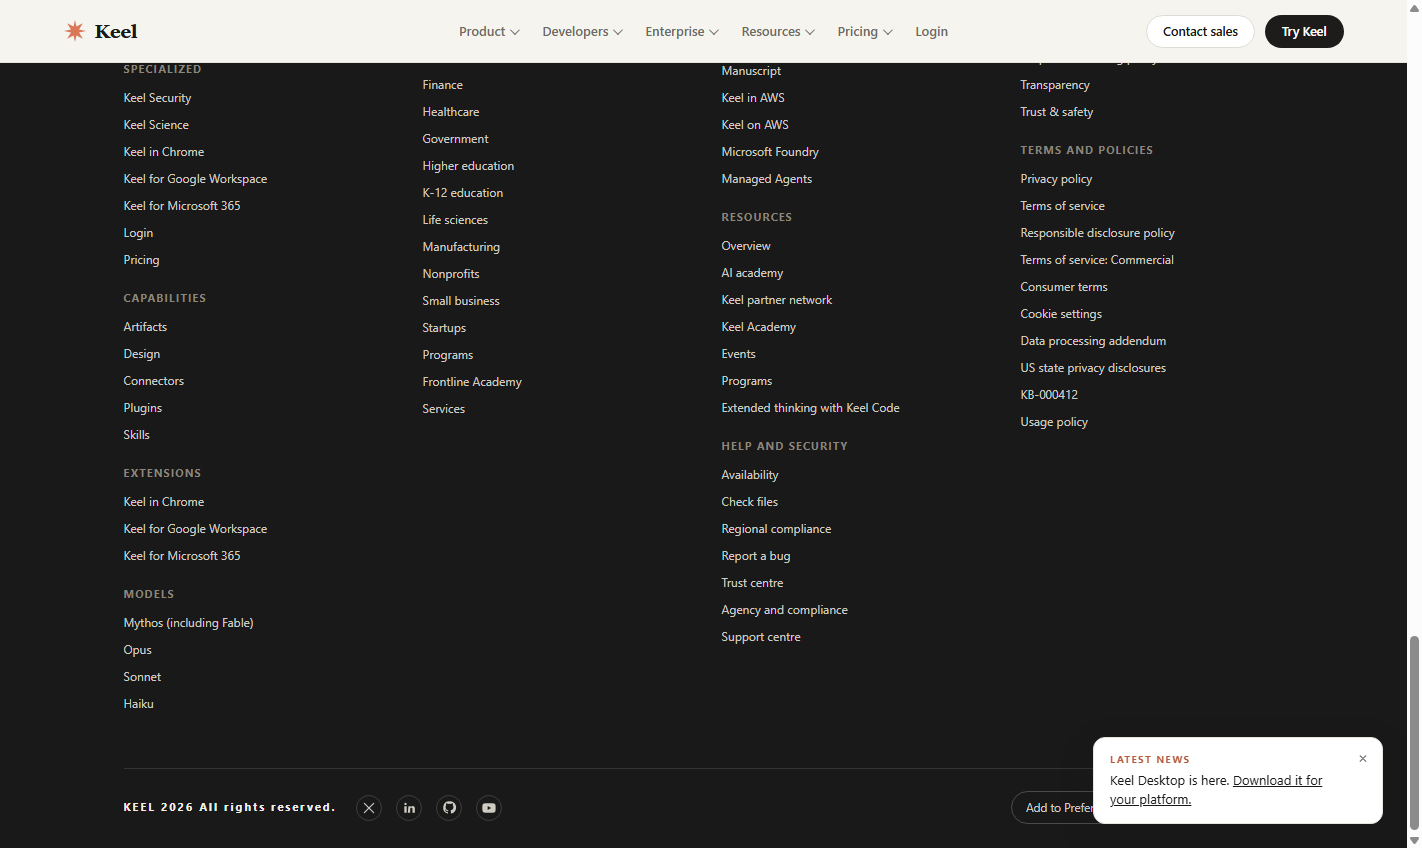 Keel
Product
Developers
Enterprise
Resources
Pricing
Login
Contact sales
Try Keel
SPECIALIZED
Keel Security
Keel Science
Keel in Chrome
Keel for Google Workspace
Keel for Microsoft 365
Login
Pricing
CAPABILITIES
Artifacts
Design
Connectors
Plugins
Skills
EXTENSIONS
Keel in Chrome
Keel for Google Workspace
Keel for Microsoft 365
MODELS
Mythos (including Fable)
Opus
Sonnet
Haiku
Finance
Healthcare
Government
Higher education
K-12 education
Life sciences
Manufacturing
Nonprofits
Small business
Startups
Programs
Frontline Academy
Services
Manuscript
Keel in AWS
Keel on AWS
Microsoft Foundry
Managed Agents
RESOURCES
Overview
AI academy
Keel partner network
Keel Academy
Events
Programs
Extended thinking with Keel Code
HELP AND SECURITY
Availability
Check files
Regional compliance
Report a bug
Trust centre
Agency and compliance
Support centre
Transparency
Trust & safety
TERMS AND POLICIES
Privacy policy
Terms of service
Responsible disclosure policy
Terms of service: Commercial
Consumer terms
Cookie settings
Data processing addendum
US state privacy disclosures
KB-000412
Usage policy
KEEL 2026 All rights reserved.
Add to Prefer
LATEST NEWS
Keel Desktop is here. Download it for
your platform.